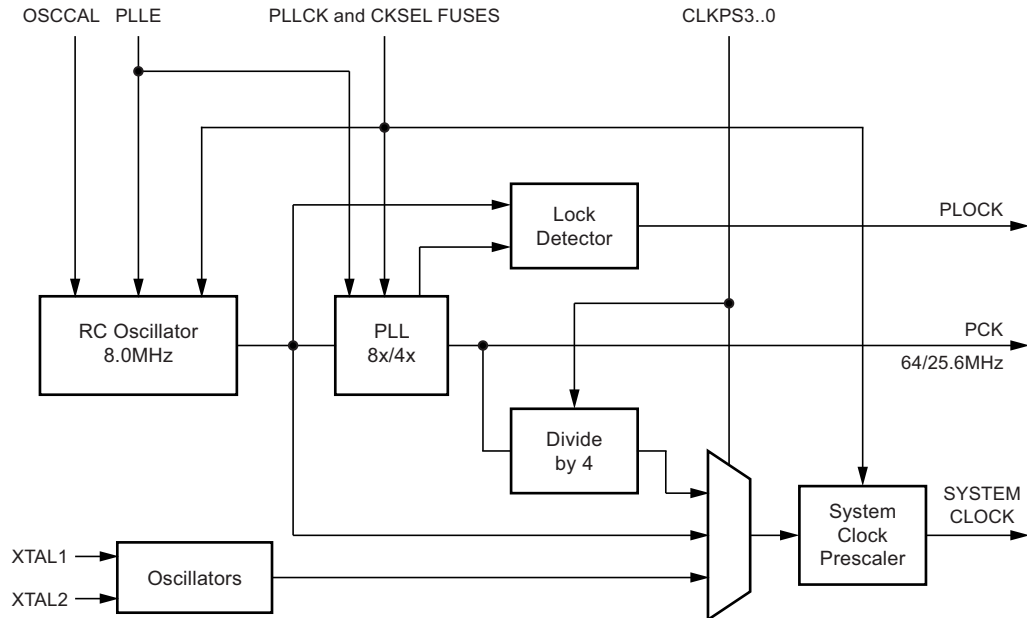 OSCCAL PLLE PLLCK and CKSEL FUSES CLKPS3..0
Lock
Detector
PLOCK
RC Oscillator
8.0MHz
PLL
8x/4x
PCK
64/25.6MHz
Divide
by 4
System
Clock
Prescaler
SYSTEM
CLOCK
XTAL1
XTAL2
Oscillators